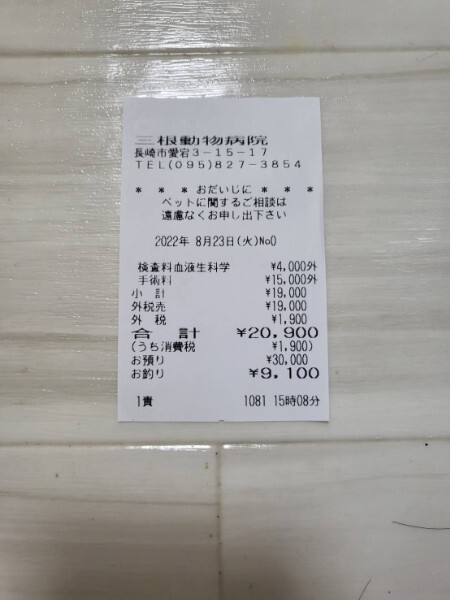 三根動物病院
長崎市愛宕3-15-17
TEL(095)827-3854
* * * おだいじに * * *
ペットに関するご相談は
遠慮なくお申し出下さい
2022年 8月23日(火)No0
検査料血液生科学 ¥4,000外
手術料 ¥15,000外
小 計 ¥19,000
外税売 ¥19,000
外 税 ¥1,900
合 計 ¥20,900
(うち消費税 ¥1,900)
お預り ¥30,000
お釣り ¥9,100
1責 1081 15時08分